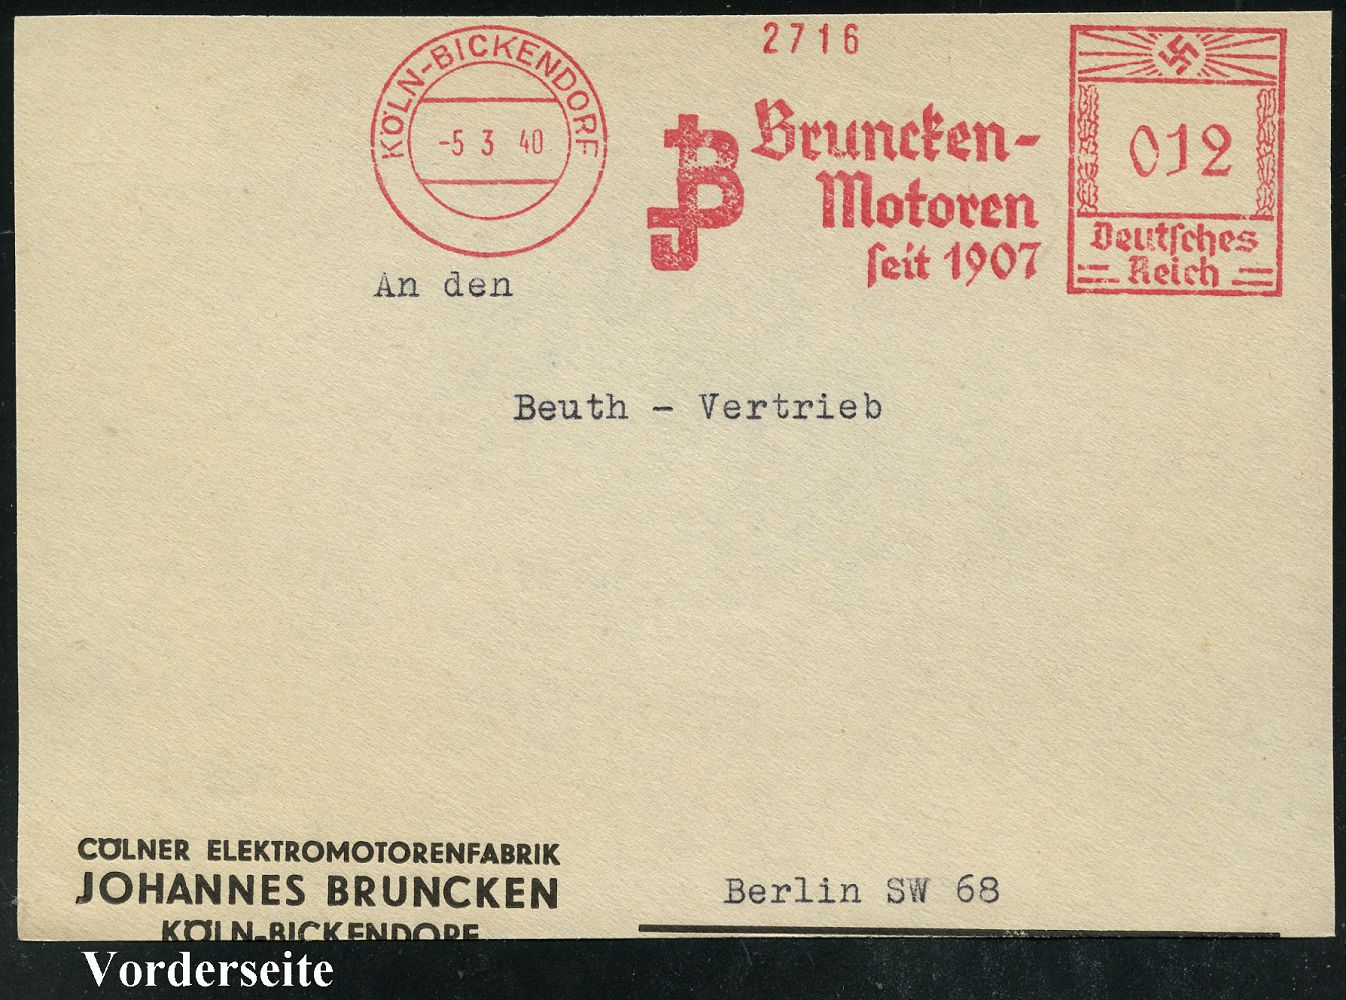 KÖLN-BICKENDORF
-5 3 40
2716
B
Bruncken-
Motoren
seit 1907
012
Deutsches
Reich
An den
Beuth - Vertrieb
CÖLNER ELEKTROMOTORENFABRIK
JOHANNES BRUNCKEN
KÖLN-BICKENDORF
Berlin SW 68
Vorderseite